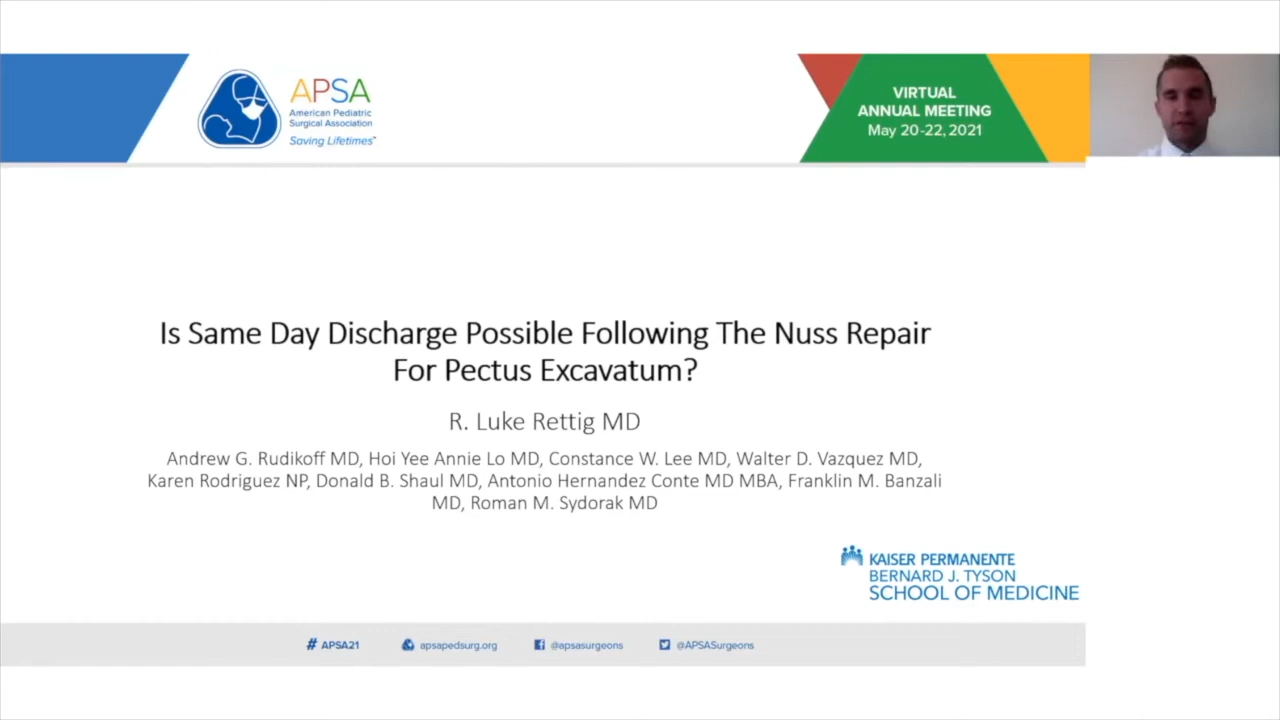 APSA
American Pediatric
Surgical Association
Saving Lifetimes™
VIRTUAL
ANNUAL MEETING
May 20-22, 2021
Is Same Day Discharge Possible Following The Nuss Repair
For Pectus Excavatum?
R. Luke Rettig MD
Andrew G. Rudikoff MD, Hoi Yee Annie Lo MD, Constance W. Lee MD, Walter D. Vazquez MD,
Karen Rodriguez NP, Donald B. Shaul MD, Antonio Hernandez Conte MD MBA, Franklin M. Banzali
MD, Roman M. Sydorak MD
KAISER PERMANENTE
BERNARD J. TYSON
SCHOOL OF MEDICINE
# APSA21 apsapedsurg.org @apsasurgeons @APSASurgeons